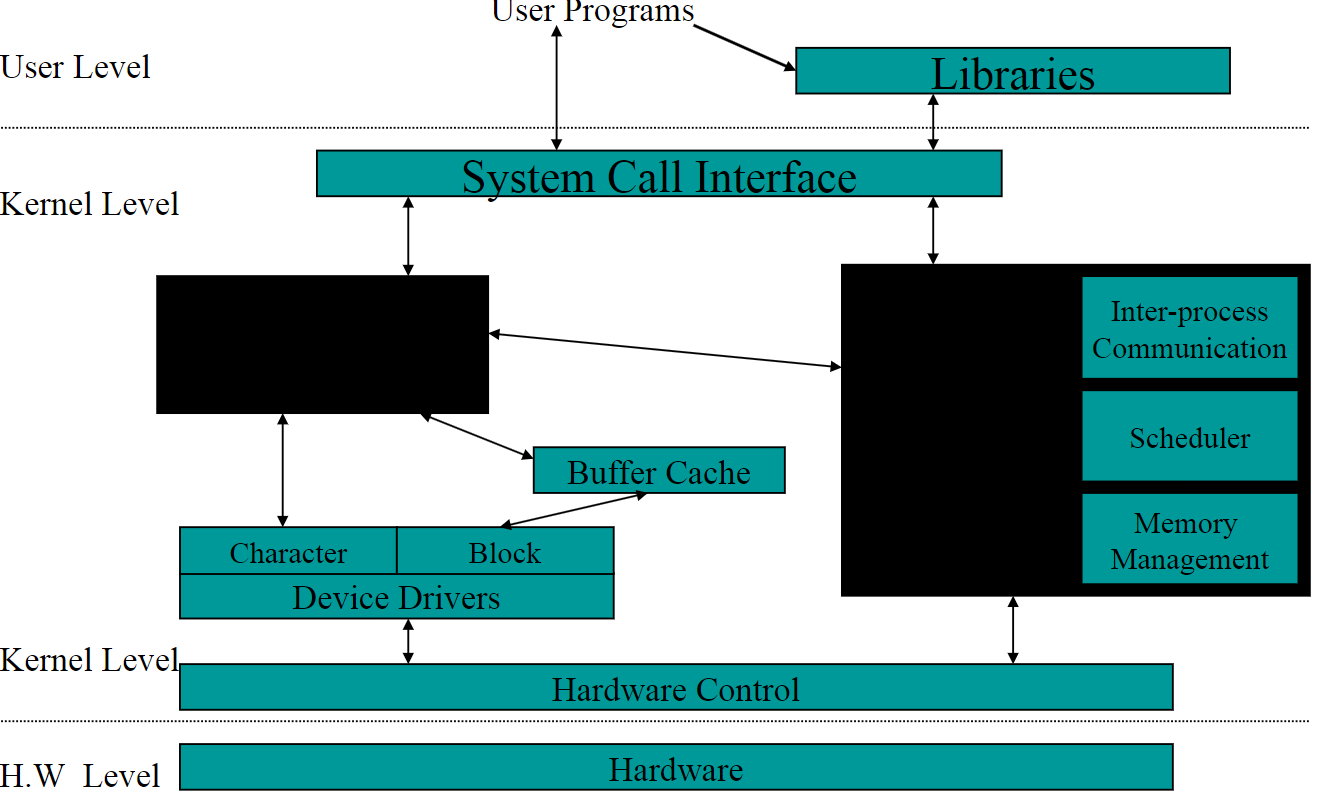 User Programs
User Level
Libraries
System Call Interface
Kernel Level
Inter-process
Communication
Scheduler
Buffer Cache
Memory
Management
Character
Block
Device Drivers
Kernel Level
Hardware Control
H.W Level
Hardware